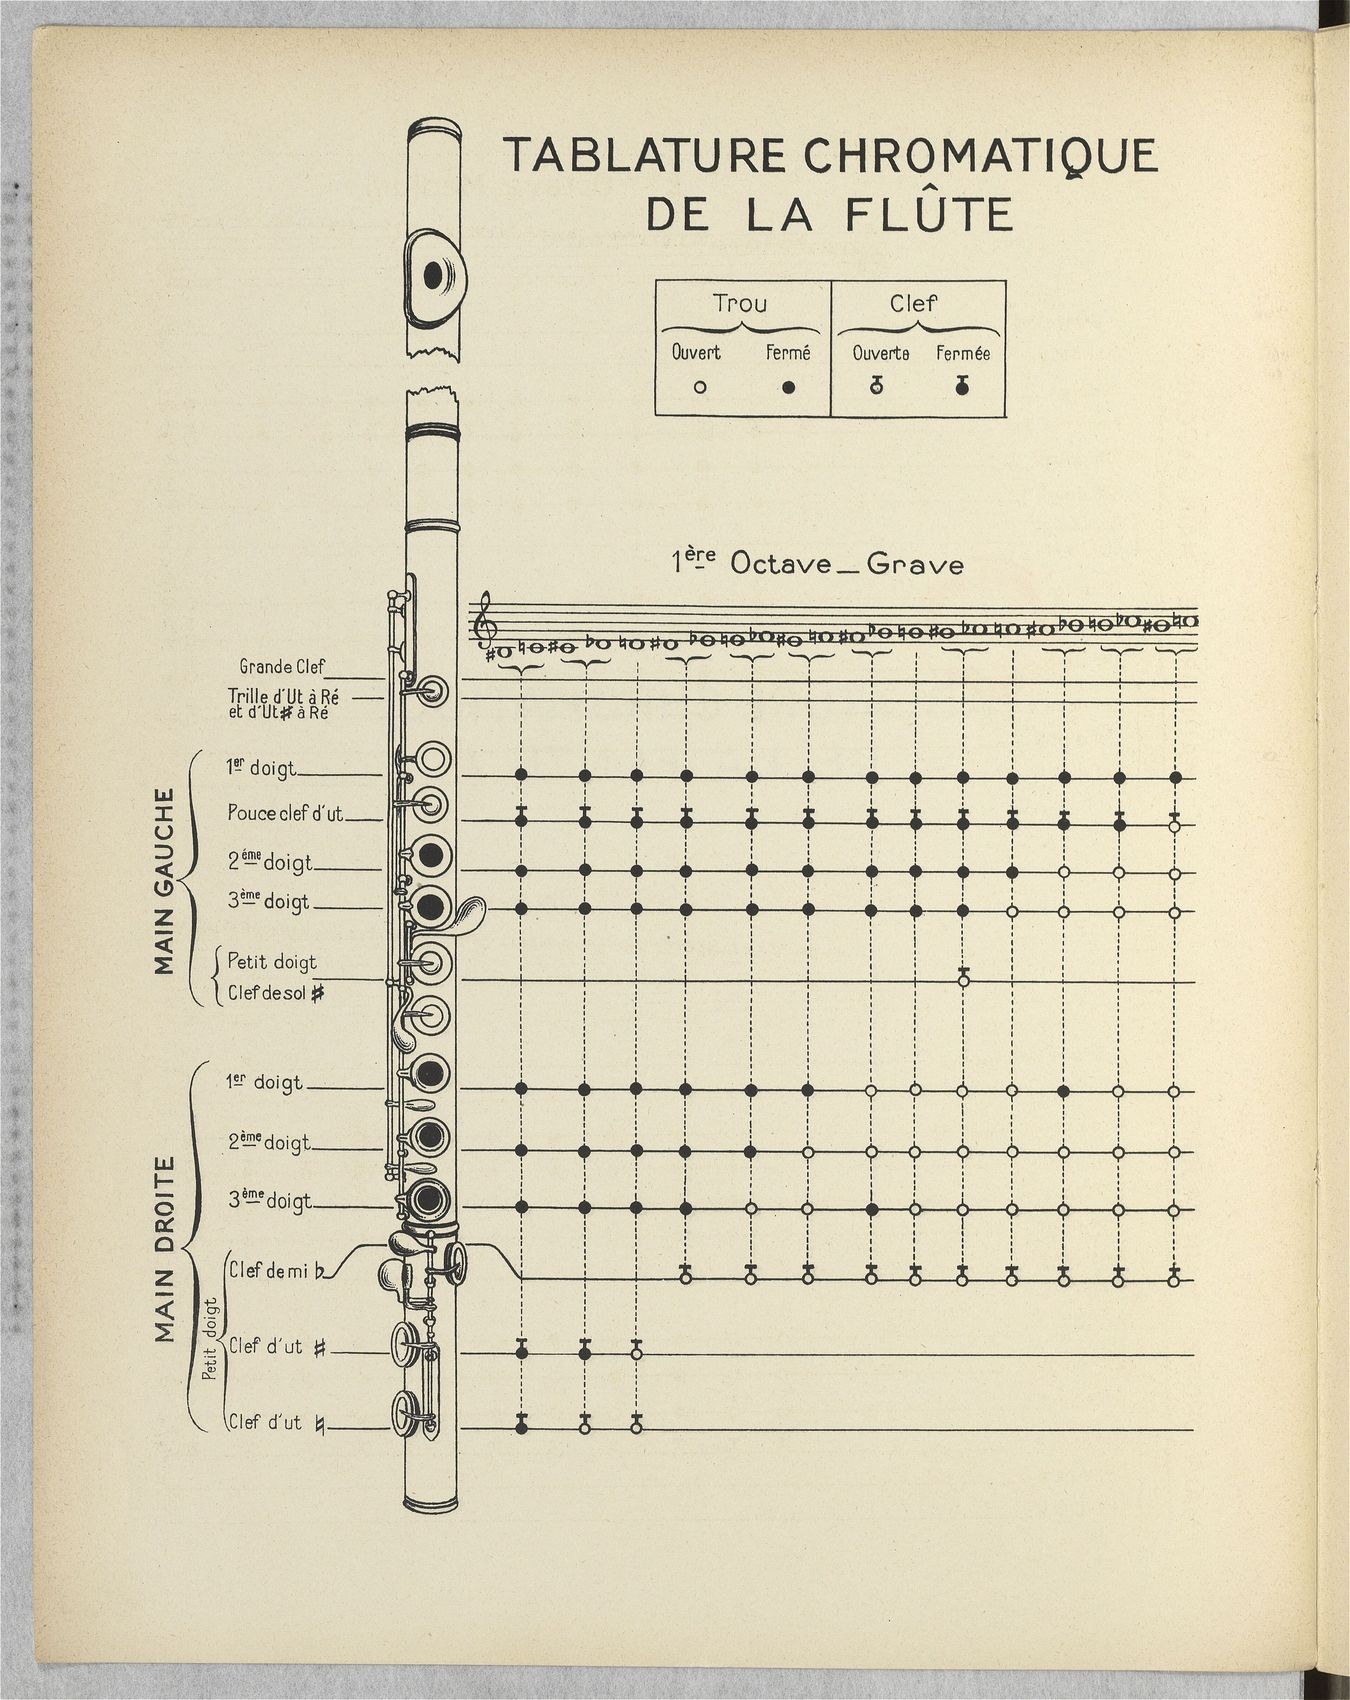 TABLATURE CHROMATIQUE
DE LA FLÛTE
Trou
Clef
Ouvert Fermé
Ouverte Fermée
1ère Octave_Grave
Grande Clef
Trille d'Ut à Ré
et d'Ut♯ à Ré
MAIN GAUCHE
1er doigt
Pouce clef d'ut
2ème doigt
3ème doigt
Petit doigt
Clef de sol ♯
MAIN DROITE
1er doigt
2ème doigt
3ème doigt
Petit doigt
Clef de mi ♭
Clef d'ut ♯
Clef d'ut ♮